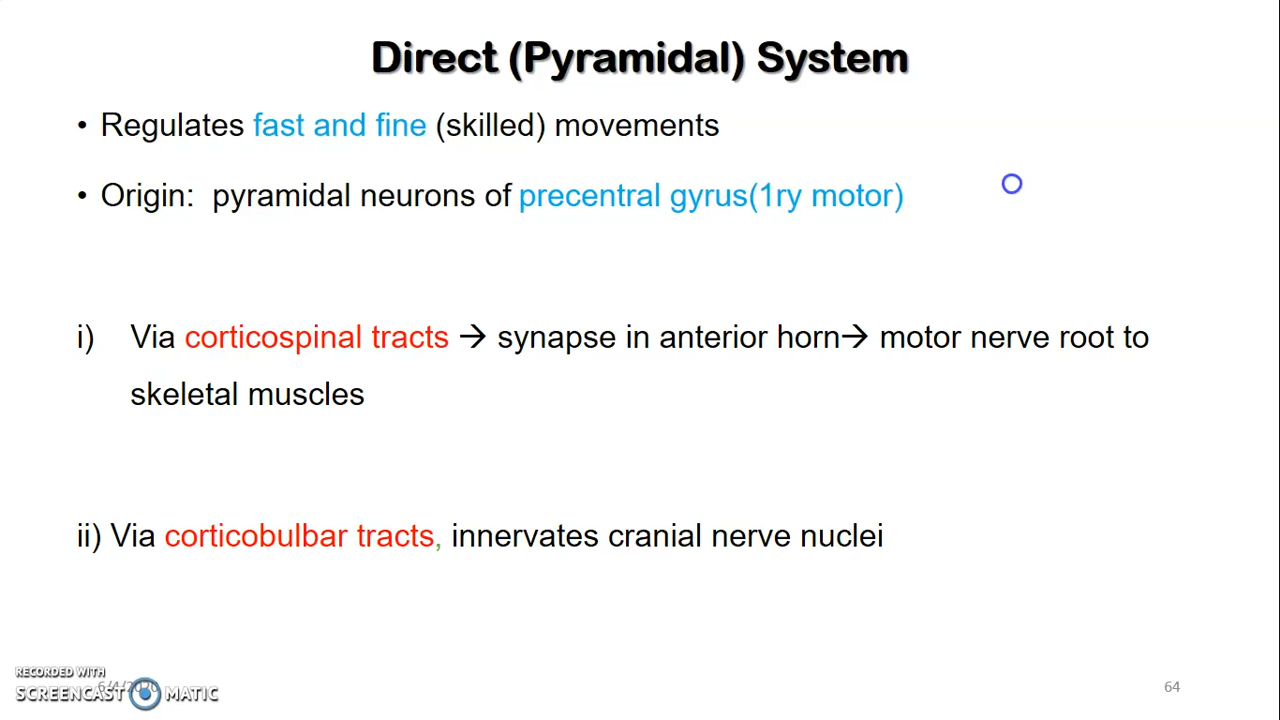 Direct (Pyramidal) System
• Regulates fast and fine (skilled) movements
• Origin: pyramidal neurons of precentral gyrus(1ry motor)
i) Via corticospinal tracts → synapse in anterior horn→ motor nerve root to
skeletal muscles
ii) Via corticobulbar tracts, innervates cranial nerve nuclei
RECORDED WITH
SCREENCAST MATIC
64